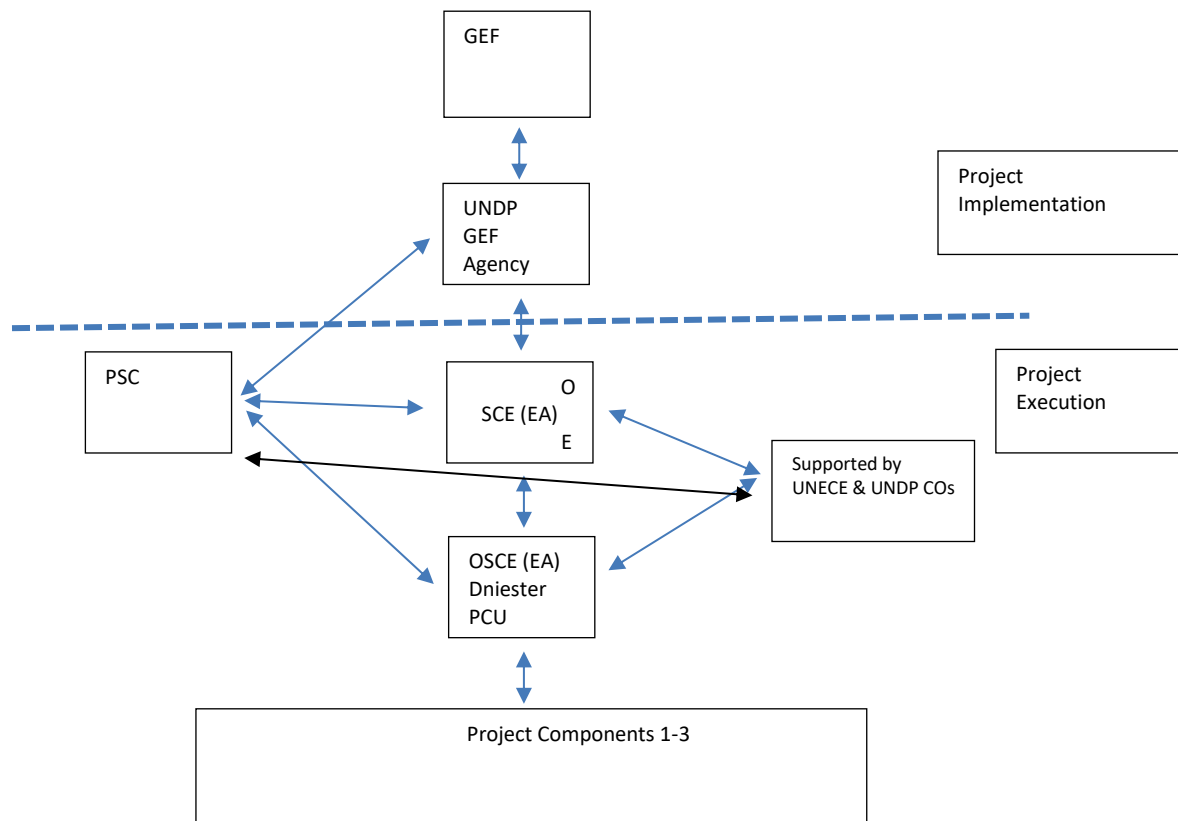 GEF
UNDP
GEF
Agency
Project
Implementation
PSC
O
SCE (EA)
E
Project
Execution
Supported by
UNECE & UNDP COs
OSCE (EA)
Dniester
PCU
Project Components 1-3